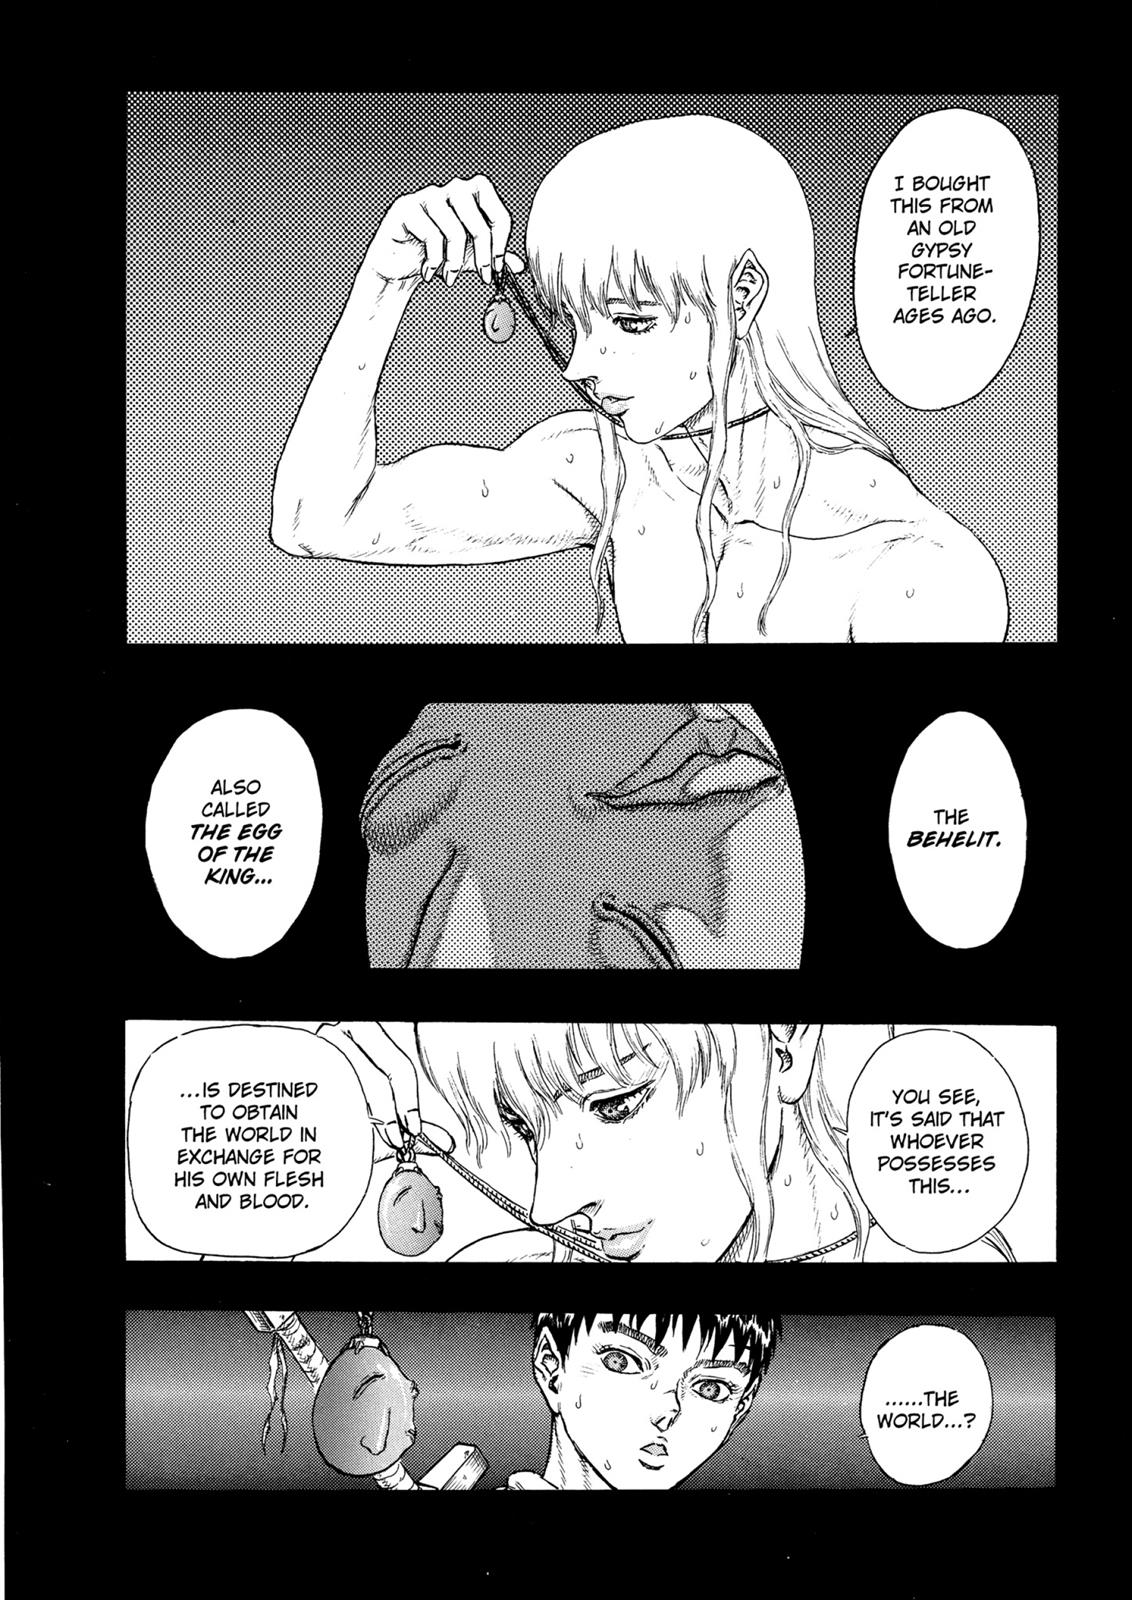 I BOUGHT
THIS FROM
AN OLD
GYPSY
FORTUNE-
TELLER
AGES AGO.
THE
BEHELIT.
ALSO
CALLED
THE EGG
OF THE
KING...
YOU SEE,
IT'S SAID THAT
WHOEVER
POSSESSES
THIS...
...IS DESTINED
TO OBTAIN
THE WORLD IN
EXCHANGE FOR
HIS OWN FLESH
AND BLOOD.
......THE
WORLD...?